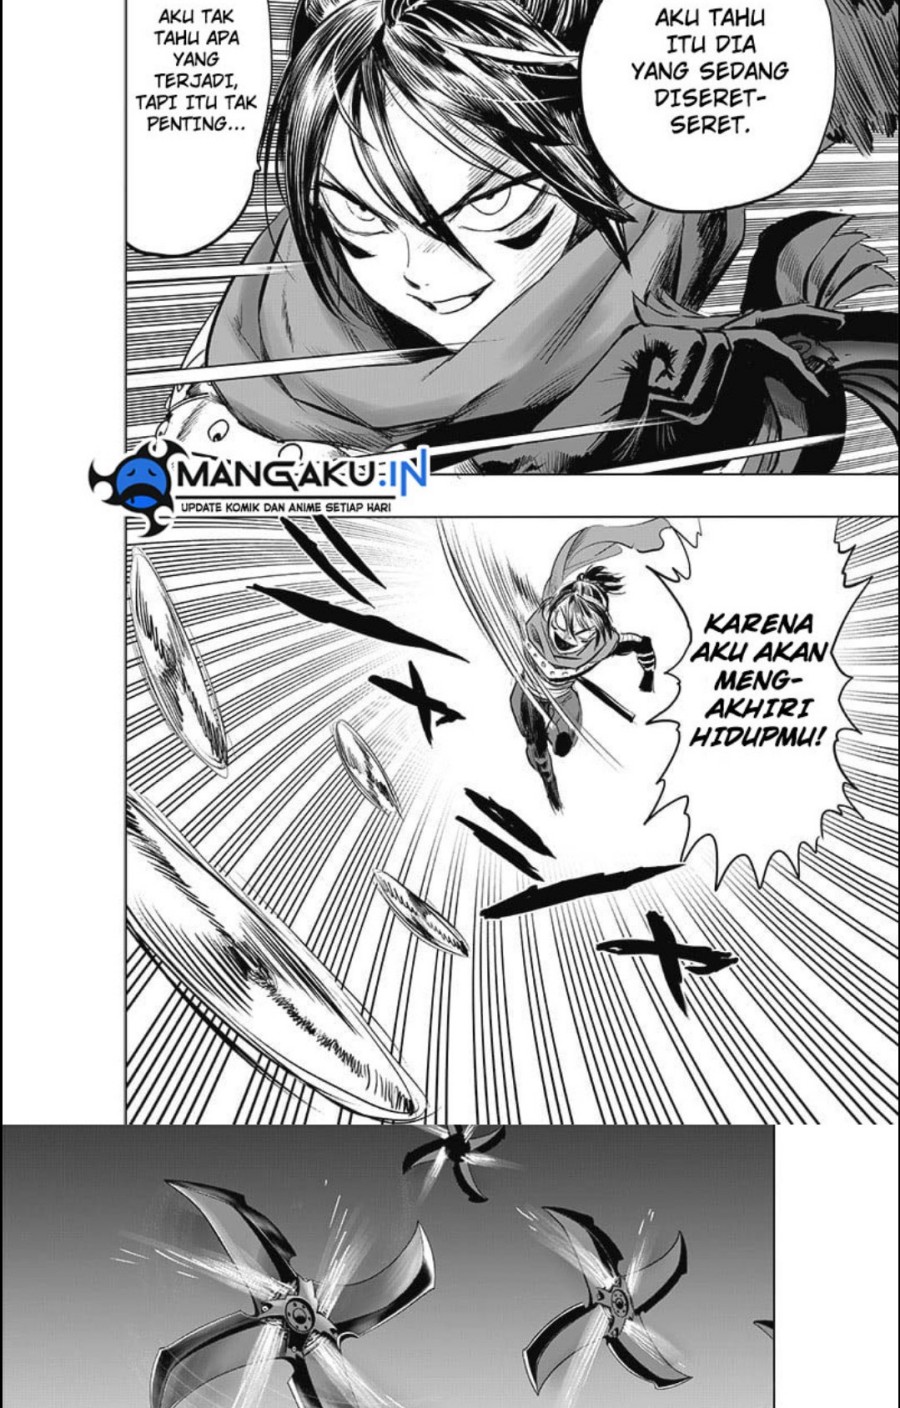 AKU TAHU
ITU DIA
YANG SEDANG
DISERET-
SERET.
AKU TAK
TAHU APA
YANG
TERJADI,
TAPI ITU TAK
PENTING...
MANGAKU.IN
UPDATE KOMIK DAN ANIME SETIAP HARI
KARENA
AKU AKAN
MENG-
AKHIRI
HIDUPMU!